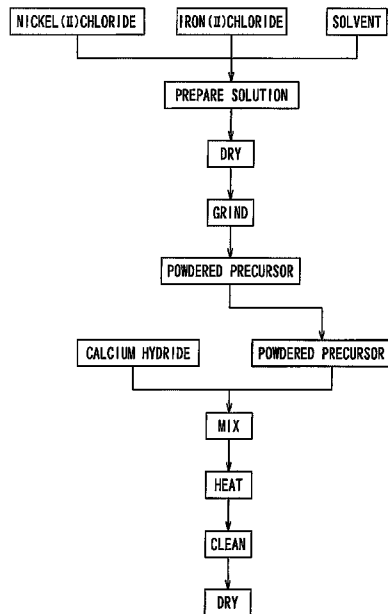 NICKEL(Ⅱ)CHLORIDE
IRON(Ⅱ)CHLORIDE
SOLVENT
PREPARE SOLUTION
DRY
GRIND
POWDERED PRECURSOR
CALCIUM HYDRIDE
POWDERED PRECURSOR
MIX
HEAT
CLEAN
DRY